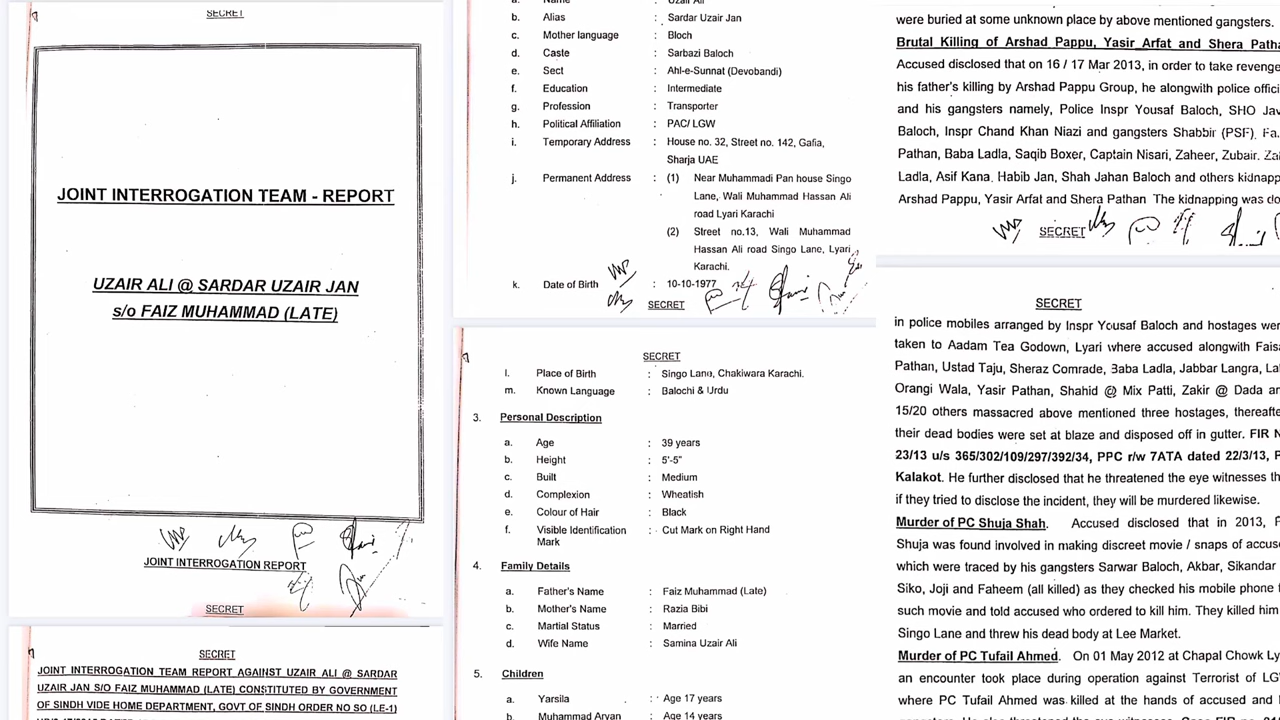 SECRET
JOINT INTERROGATION TEAM - REPORT
UZAIR ALI @ SARDAR UZAIR JAN
s/o FAIZ MUHAMMAD (LATE)
JOINT INTERROGATION REPORT
SECRET
SECRET
JOINT INTERROGATION TEAM REPORT AGAINST UZAIR ALI @ SARDAR
UZAIR JAN S/O FAIZ MUHAMMAD (LATE) CONSTITUTED BY GOVERNMENT
OF SINDH VIDE HOME DEPARTMENT, GOVT OF SINDH ORDER NO SO (LE-1)
a. Name : Uzair Ali
b. Alias : Sardar Uzair Jan
c. Mother language : Bloch
d. Caste : Sarbazi Baloch
e. Sect : Ahl-e-Sunnat (Devobandi)
f. Education : Intermediate
g. Profession : Transporter
h. Political Affiliation : PAC/ LGW
i. Temporary Address : House no. 32, Street no. 142, Gafia,
Sharja UAE
j. Permanent Address : (1) Near Muhammadi Pan house Singo
Lane, Wali Muhammad Hassan Ali
road Lyari Karachi
(2) Street no.13, Wali Muhammad
Hassan Ali road Singo Lane, Lyari
Karachi.
k. Date of Birth : 10-10-1977
SECRET
SECRET
l. Place of Birth : Singo Lane, Chakiwara Karachi.
m. Known Language : Balochi & Urdu
3. Personal Description
a. Age : 39 years
b. Height : 5'-5"
c. Built : Medium
d. Complexion : Wheatish
e. Colour of Hair : Black
f. Visible Identification : Cut Mark on Right Hand
Mark
4. Family Details
a. Father's Name : Faiz Muhammad (Late)
b. Mother's Name : Razia Bibi
c. Martial Status : Married
d. Wife Name : Samina Uzair Ali
5. Children
a. Yarsila : Age 17 years
b. Muhammad Aryan : Age 14 years
were buried at some unknown place by above mentioned gangsters.
Brutal Killing of Arshad Pappu, Yasir Arfat and Shera Patha
Accused disclosed that on 16 / 17 Mar 2013, in order to take revenge
his father's killing by Arshad Pappu Group, he alongwith police offici
and his gangsters namely, Police Inspr Yousaf Baloch, SHO Jav
Baloch, Inspr Chand Khan Niazi and gangsters Shabbir (PSF), Fa
Pathan, Baba Ladla, Saqib Boxer, Captain Nisari, Zaheer, Zubair. Zai
Ladla, Asif Kana, Habib Jan, Shah Jahan Baloch and others kidnapp
Arshad Pappu, Yasir Arfat and Shera Pathan The kidnapping was do
SECRET
SECRET
in police mobiles arranged by Inspr Yousaf Baloch and hostages were
taken to Aadam Tea Godown, Lyari where accused alongwith Faisa
Pathan, Ustad Taju, Sheraz Comrade, Baba Ladla, Jabbar Langra, Lal
Orangi Wala, Yasir Pathan, Shahid @ Mix Patti, Zakir @ Dada an
15/20 others massacred above mentioned three hostages, thereafte
their dead bodies were set at blaze and disposed off in gutter. FIR N
23/13 u/s 365/302/109/297/392/34, PPC r/w 7ATA dated 22/3/13, P
Kalakot. He further disclosed that he threatened the eye witnesses th
if they tried to disclose the incident, they will be murdered likewise.
Murder of PC Shuja Shah. Accused disclosed that in 2013, P
Shuja was found involved in making discreet movie / snaps of accuse
which were traced by his gangsters Sarwar Baloch, Akbar, Sikandar
Siko, Joji and Faheem (all killed) as they checked his mobile phone f
such movie and told accused who ordered to kill him. They killed him
Singo Lane and threw his dead body at Lee Market.
Murder of PC Tufail Ahmed. On 01 May 2012 at Chapal Chowk Ly
an encounter took place during operation against Terrorist of LG
where PC Tufail Ahmed was killed at the hands of accused and